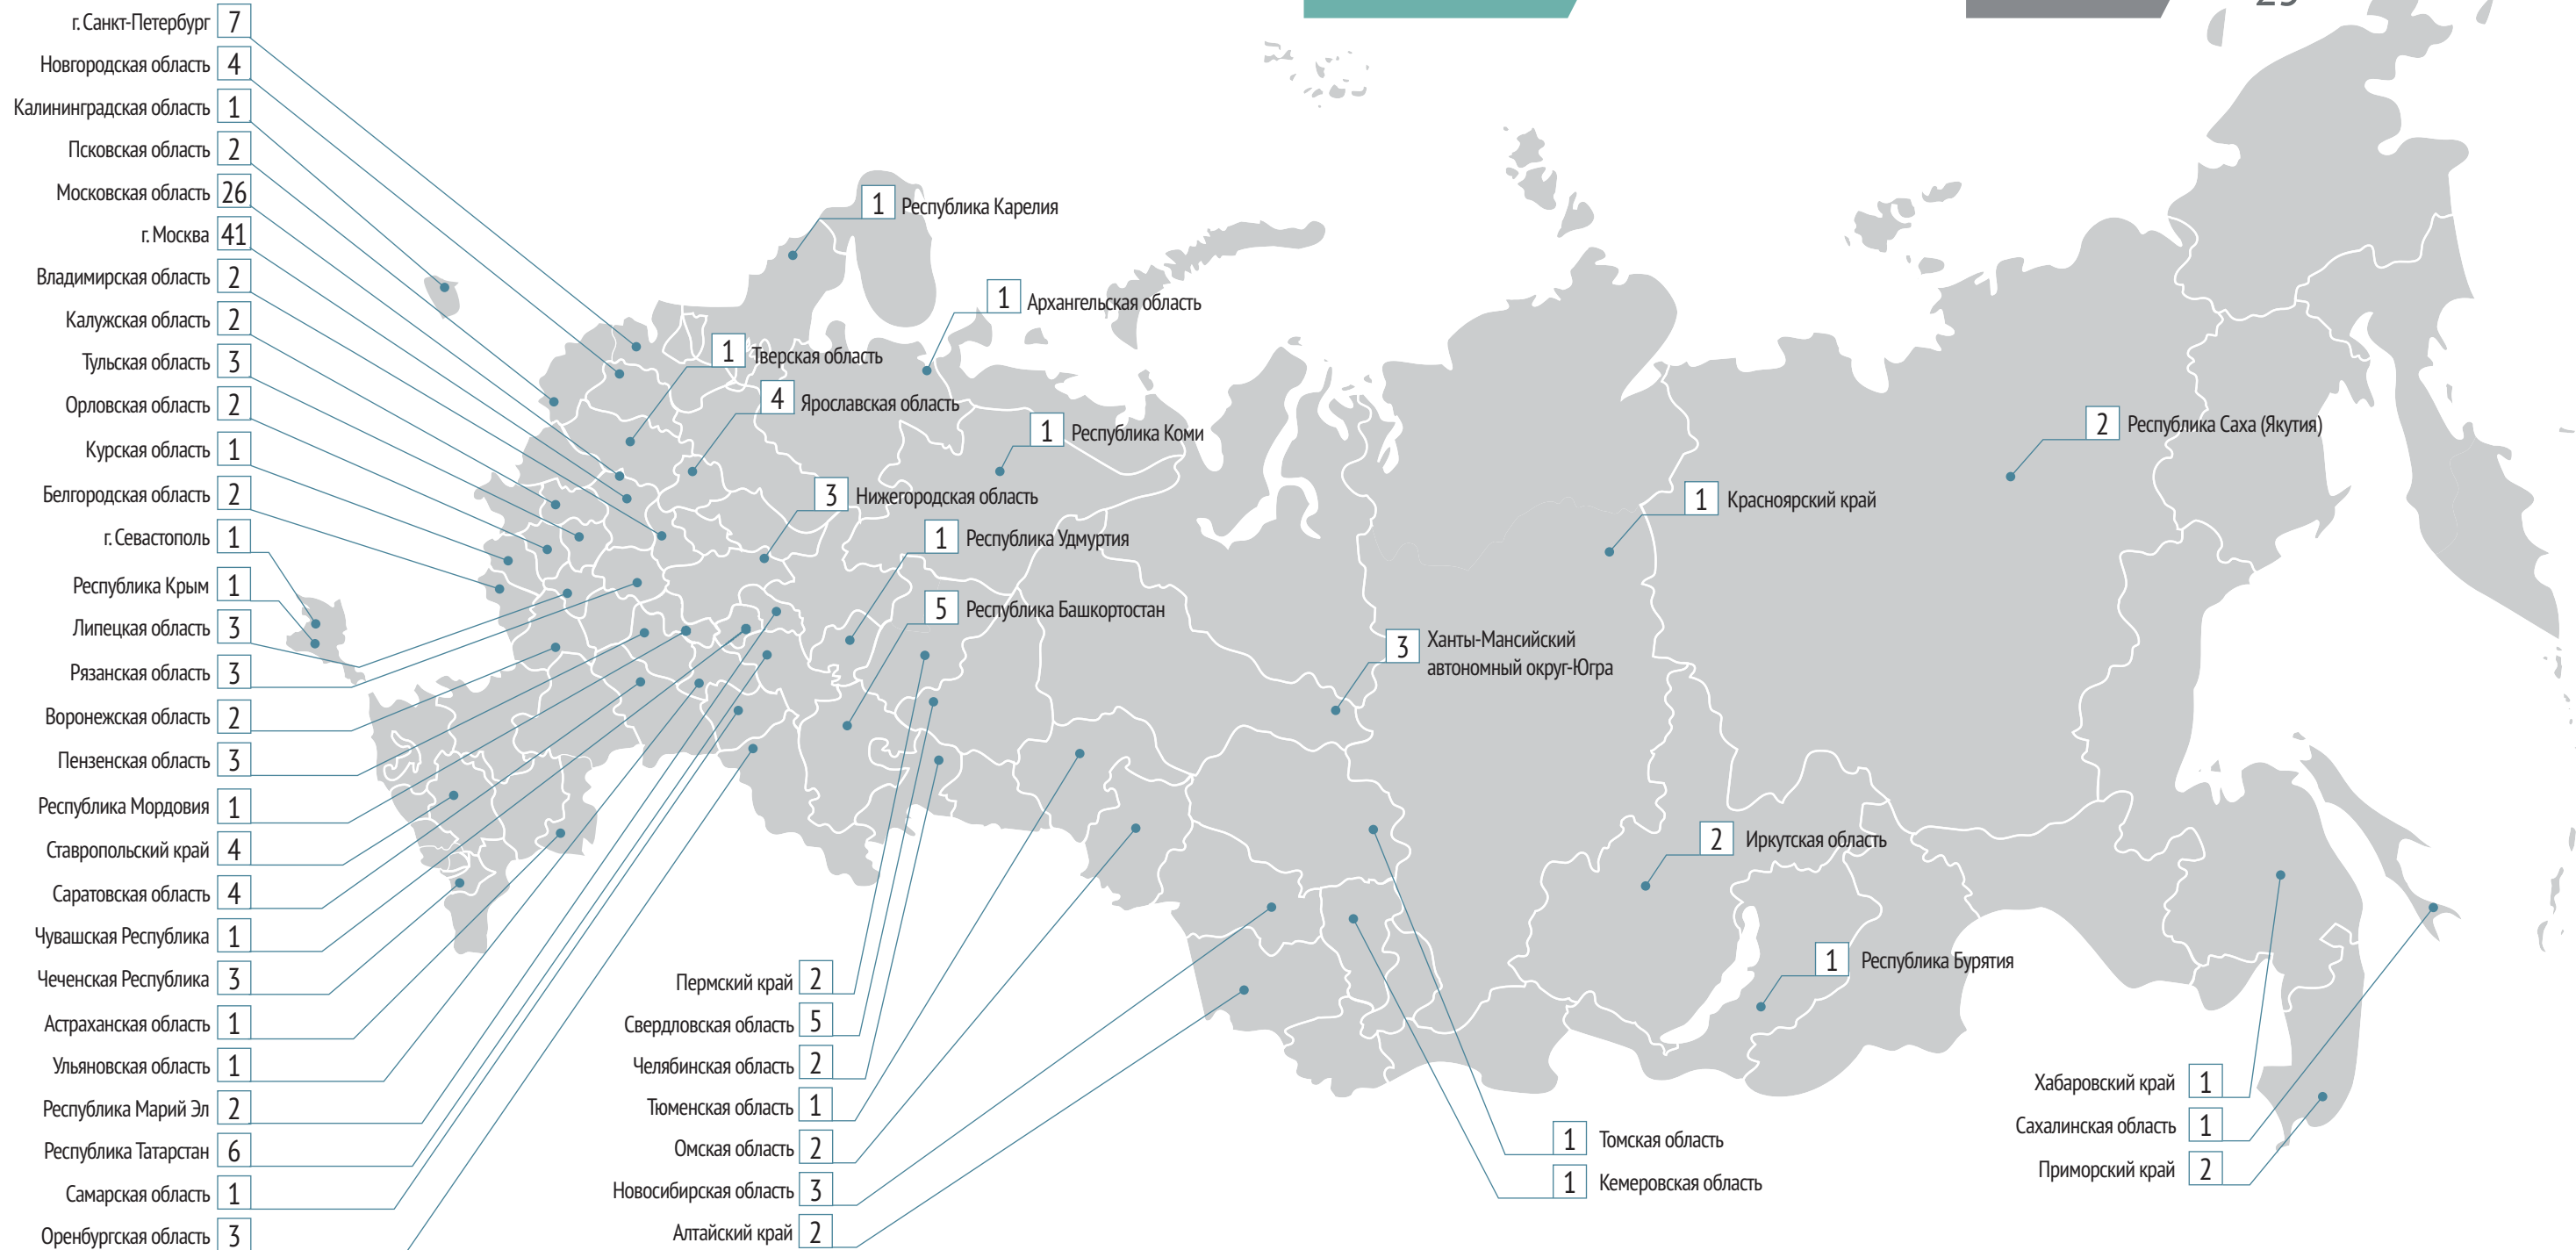 г. Санкт-Петербург 7
Новгородская область 4
Калининградская область 1
Псковская область 2
Московская область 26
г. Москва 41
Владимирская область 2
Калужская область 2
Тульская область 3
Орловская область 2
Курская область 1
Белгородская область 2
г. Севастополь 1
Республика Крым 1
Липецкая область 3
Рязанская область 3
Воронежская область 2
Пензенская область 3
Республика Мордовия 1
Ставропольский край 4
Саратовская область 4
Чувашская Республика 1
Чеченская Республика 3
Астраханская область 1
Ульяновская область 1
Республика Марий Эл 2
Республика Татарстан 6
Самарская область 1
Оренбургская область 3
1 Республика Карелия
1 Архангельская область
1 Тверская область
4 Ярославская область
1 Республика Коми
3 Нижегородская область
1 Республика Удмуртия
5 Республика Башкортостан
Пермский край 2
Свердловская область 5
Челябинская область 2
Тюменская область 1
Омская область 2
Новосибирская область 3
Алтайский край 2
3 Ханты-Мансийский
автономный округ-Югра
1 Красноярский край
2 Республика Саха (Якутия)
2 Иркутская область
1 Республика Бурятия
1 Томская область
1 Кемеровская область
Хабаровский край 1
Сахалинская область 1
Приморский край 2